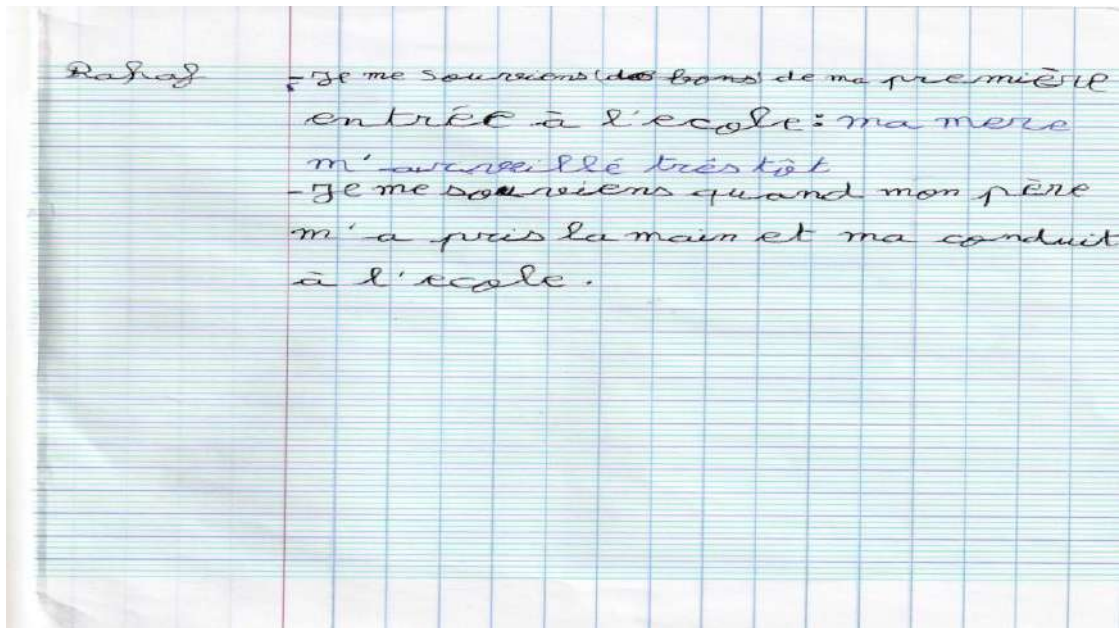 Rahaf - Je me souviens (des bons) de ma première
entrée à l'ecole : ma mere
m'aurveillé très tôt
- Je me souviens quand mon père
m'a pris la main et ma conduit
à l'ecole.